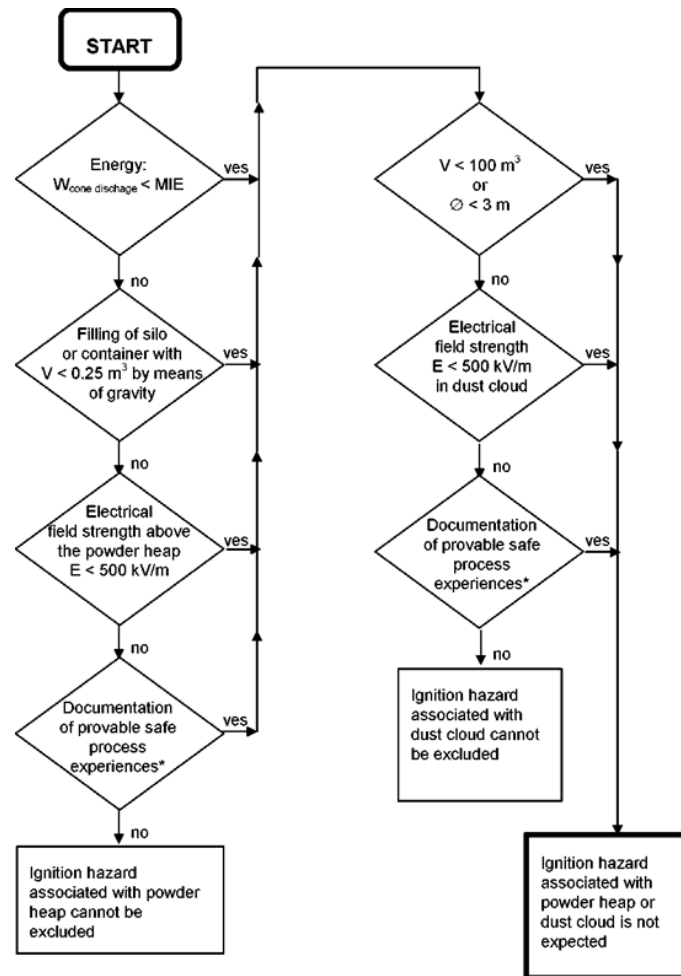 START
Energy:
W cone dischage < MIE
yes
no
Filling of silo
or container with
V < 0.25 m³ by means
of gravity
yes
no
Electrical
field strength above
the powder heap
E < 500 kV/m
yes
no
Documentation
of provable safe
process
experiences*
yes
no
Ignition hazard
associated with powder
heap cannot be
excluded
V < 100 m³
or
∅ < 3 m
yes
no
Electrical
field strength
E < 500 kV/m
in dust cloud
yes
no
Documentation
of provable safe
process
experiences*
yes
no
Ignition hazard
associated with
dust cloud cannot
be excluded
Ignition hazard
associated with
powder heap or
dust cloud is not
expected